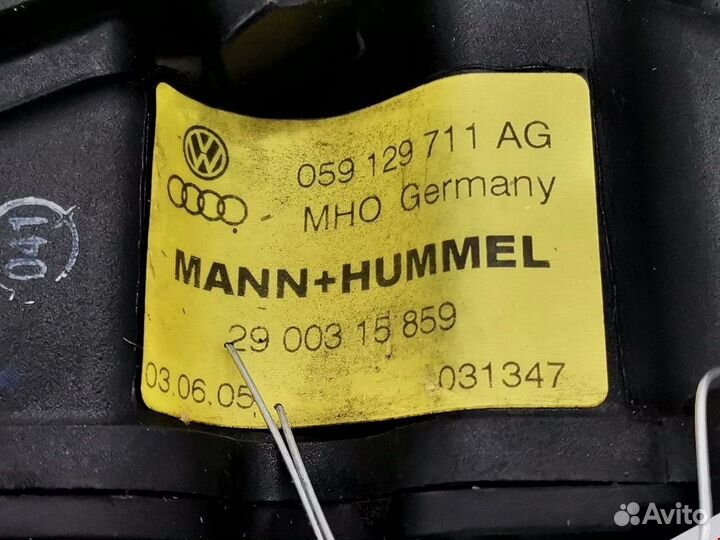 059 129 711 AG
MHO Germany
MANN+HUMMEL
29 003 15 859
03.06.05
031347
041
Avito